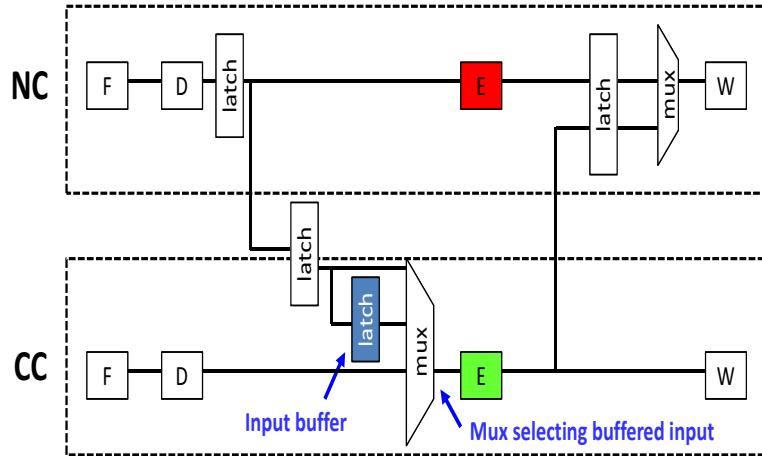 NC
F
D
latch
E
latch
mux
W
latch
latch
mux
CC
F
D
E
W
Input buffer
Mux selecting buffered input